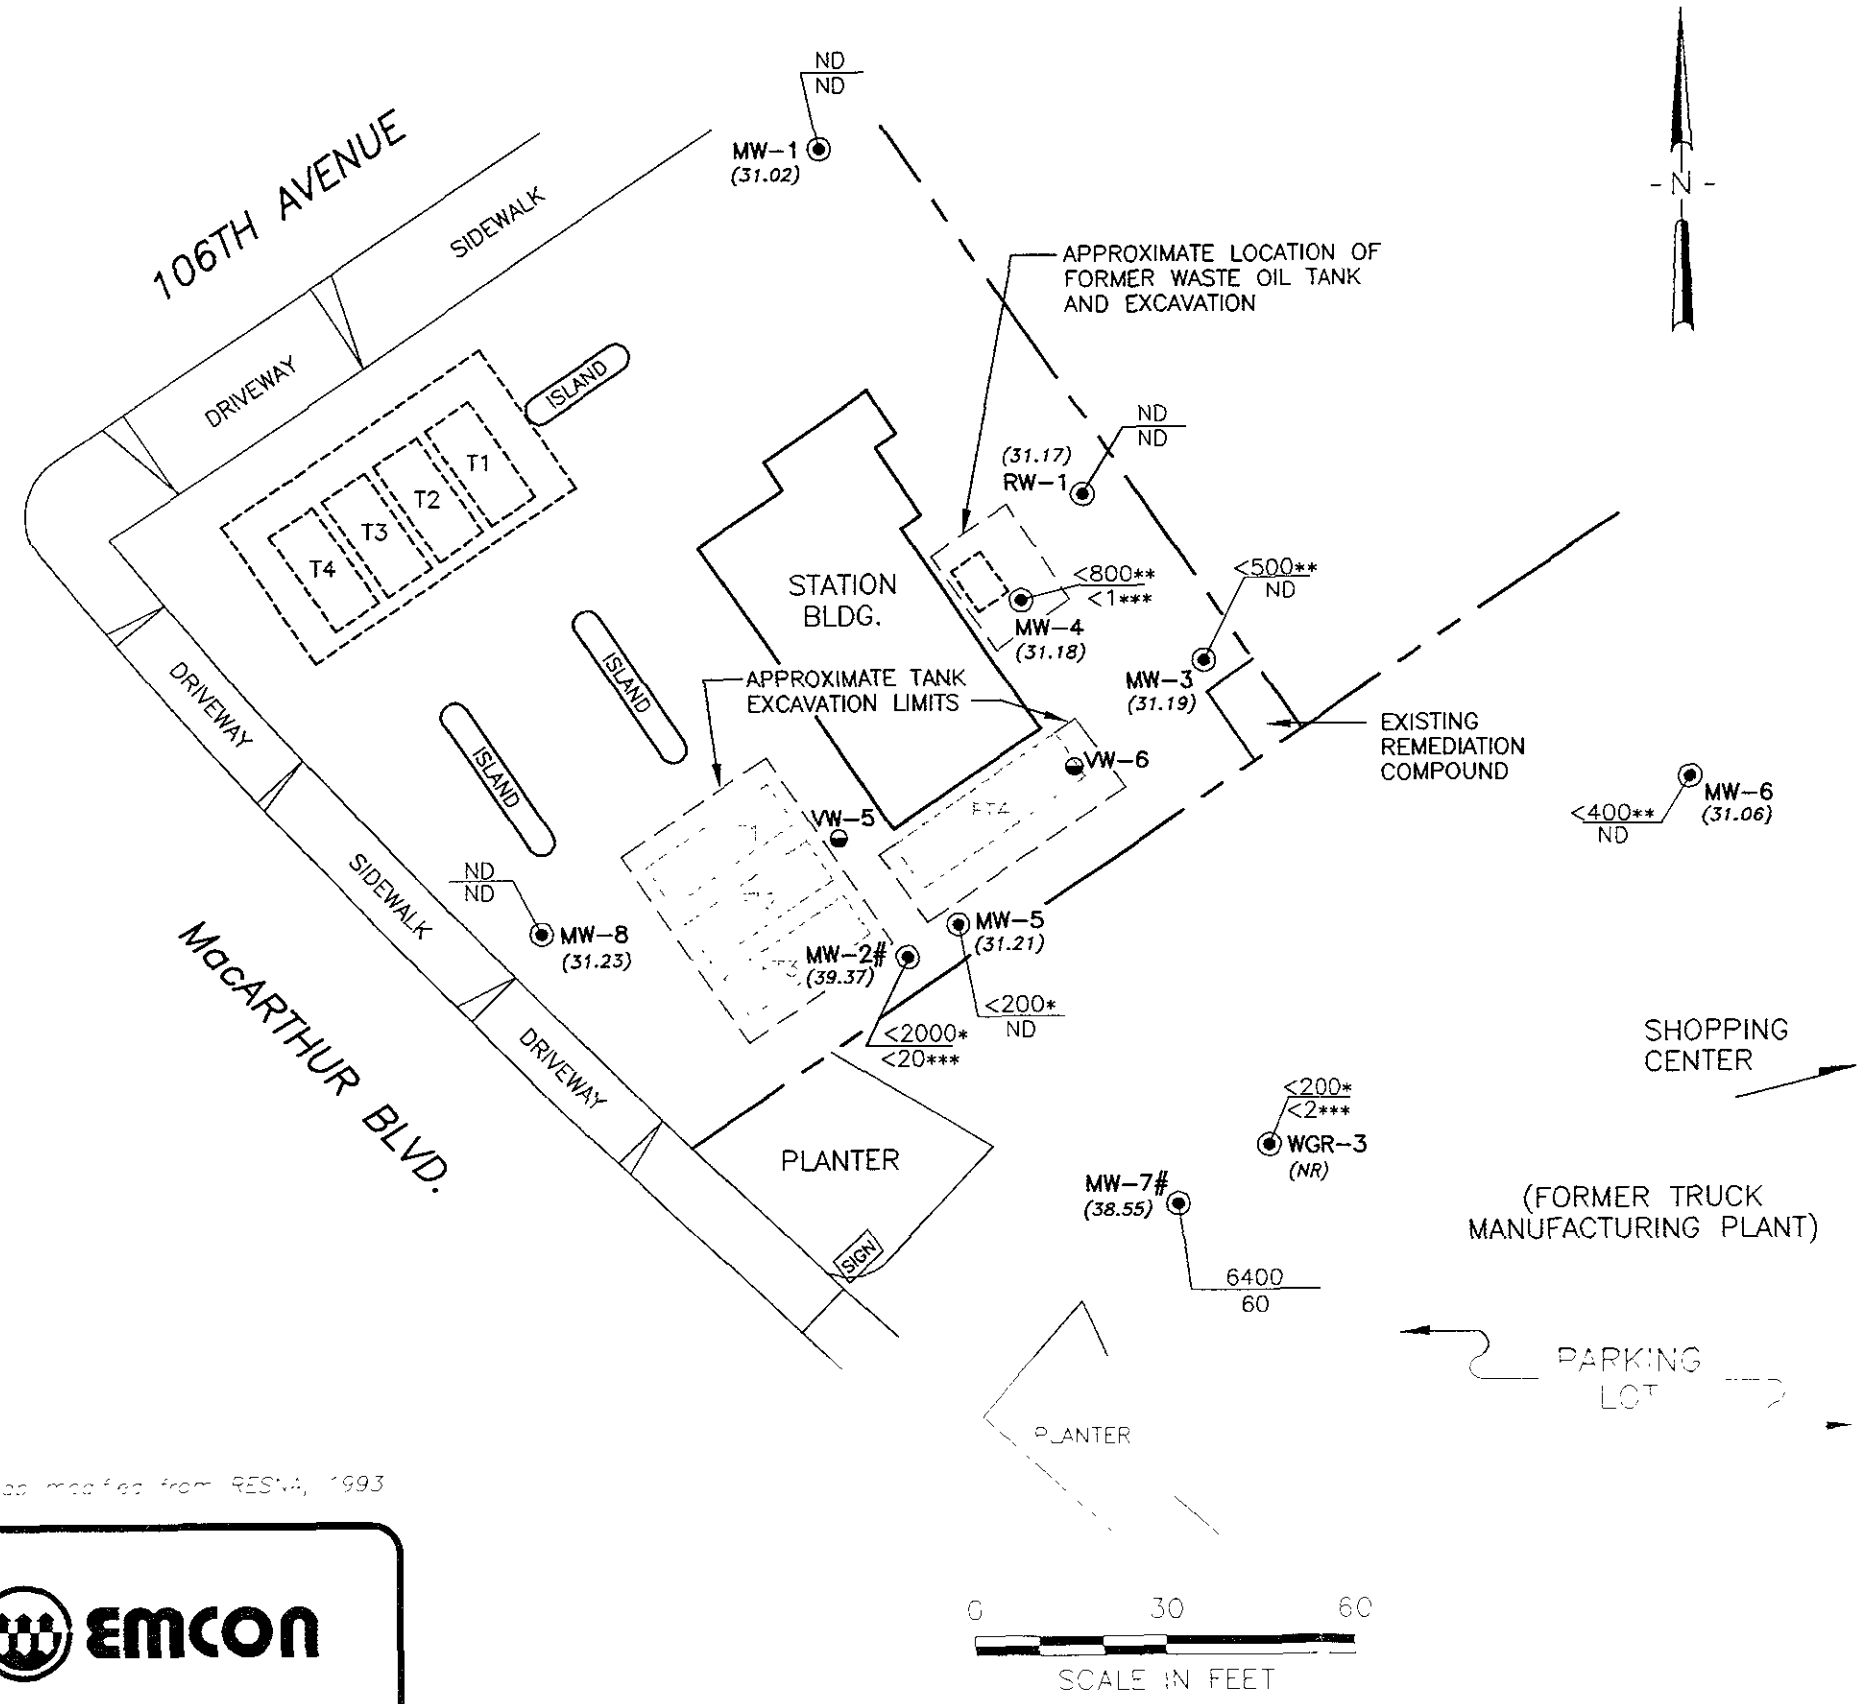 ND
ND
MW-1
(31.02)
106TH AVENUE
SIDEWALK
DRIVEWAY
- N -
APPROXIMATE LOCATION OF
FORMER WASTE OIL TANK
AND EXCAVATION
ISLAND
T1
T2
T3
T4
ND
ND
(31.17)
RW-1
STATION
BLDG.
<800**
<1***
MW-4
(31.18)
<500**
ND
MW-3
(31.19)
APPROXIMATE TANK
EXCAVATION LIMITS
ISLAND
ISLAND
DRIVEWAY
EXISTING
REMEDIATION
COMPOUND
VW-6
VW-5
MW-6
(31.06)
<400**
ND
SIDEWALK
ND
ND
MW-8
(31.23)
MW-5
(31.21)
MW-2#
(39.37)
<200*
ND
<2000*
<20***
MacARTHUR BLVD.
DRIVEWAY
PLANTER
SIGN
SHOPPING
CENTER
<200*
<2***
WGR-3
(NR)
MW-7#
(38.55)
6400
60
(FORMER TRUCK
MANUFACTURING PLANT)
PARKING
LOT
PLANTER
modified from RESNA, 1993
EMCON
0 30 60
SCALE IN FEET